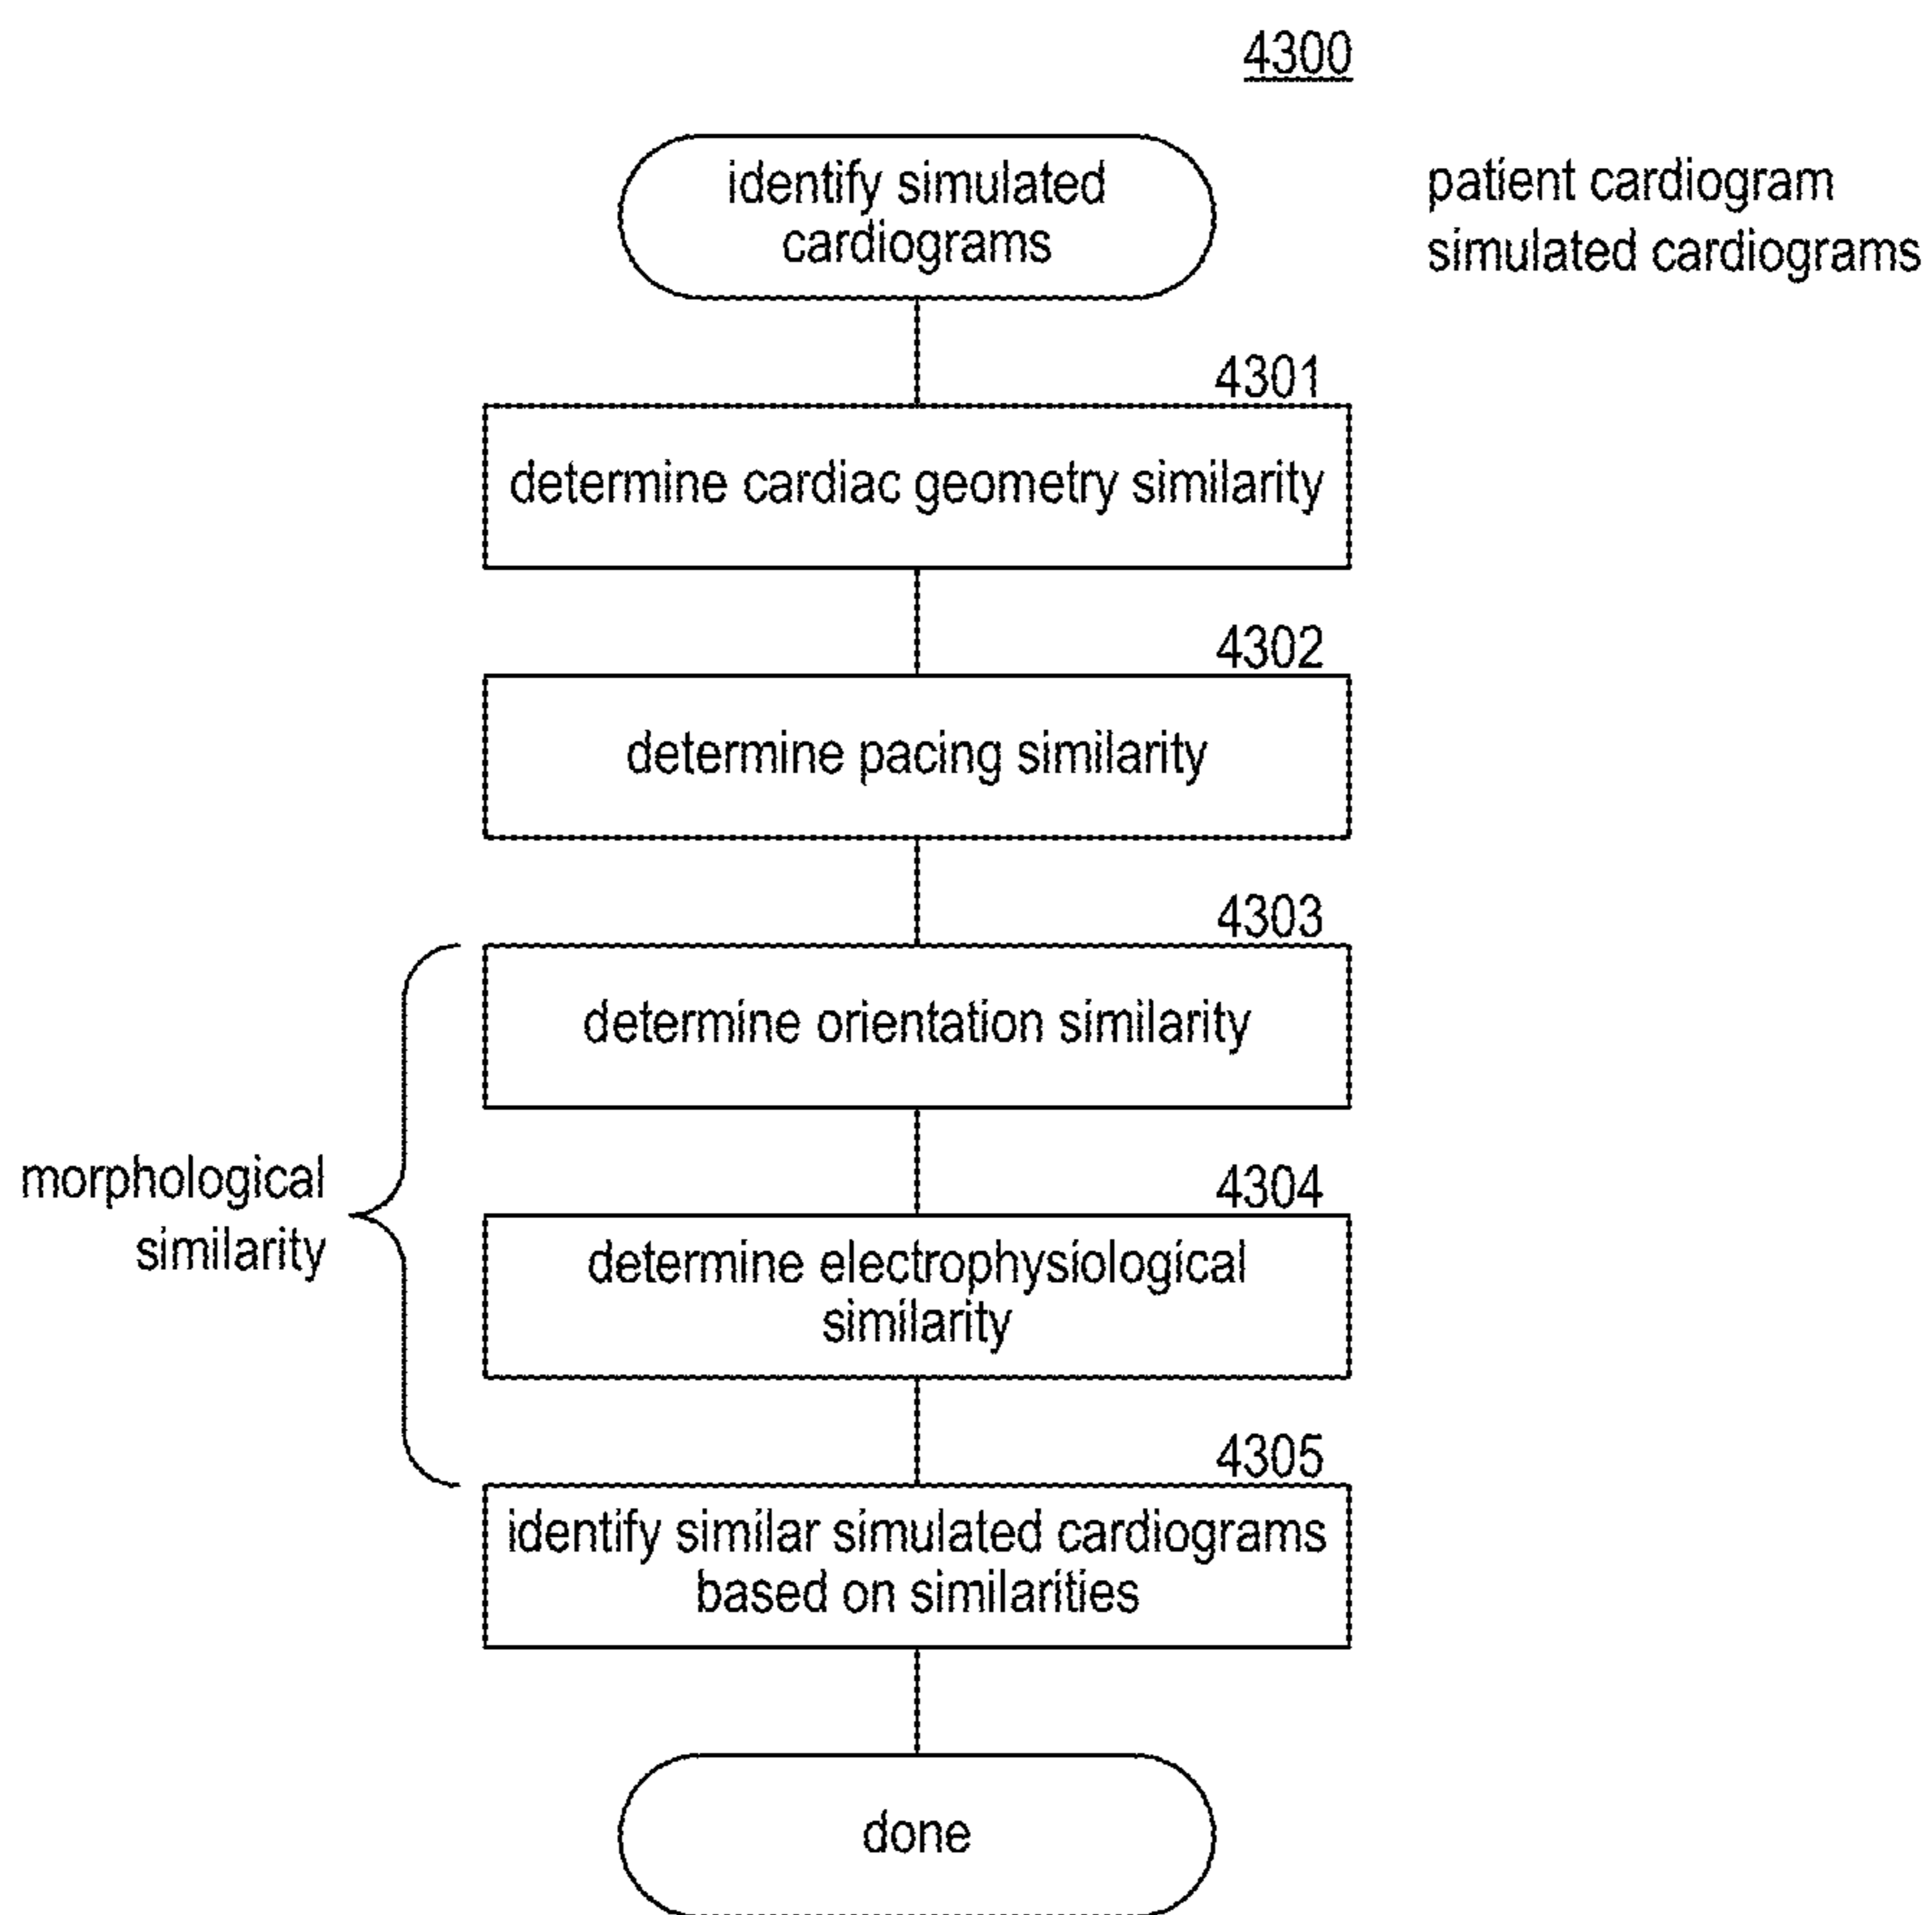 4300
identify simulated
cardiograms
patient cardiogram
simulated cardiograms
4301
determine cardiac geometry similarity
4302
determine pacing similarity
4303
determine orientation similarity
morphological
similarity
4304
determine electrophysiological
similarity
4305
identify similar simulated cardiograms
based on similarities
done